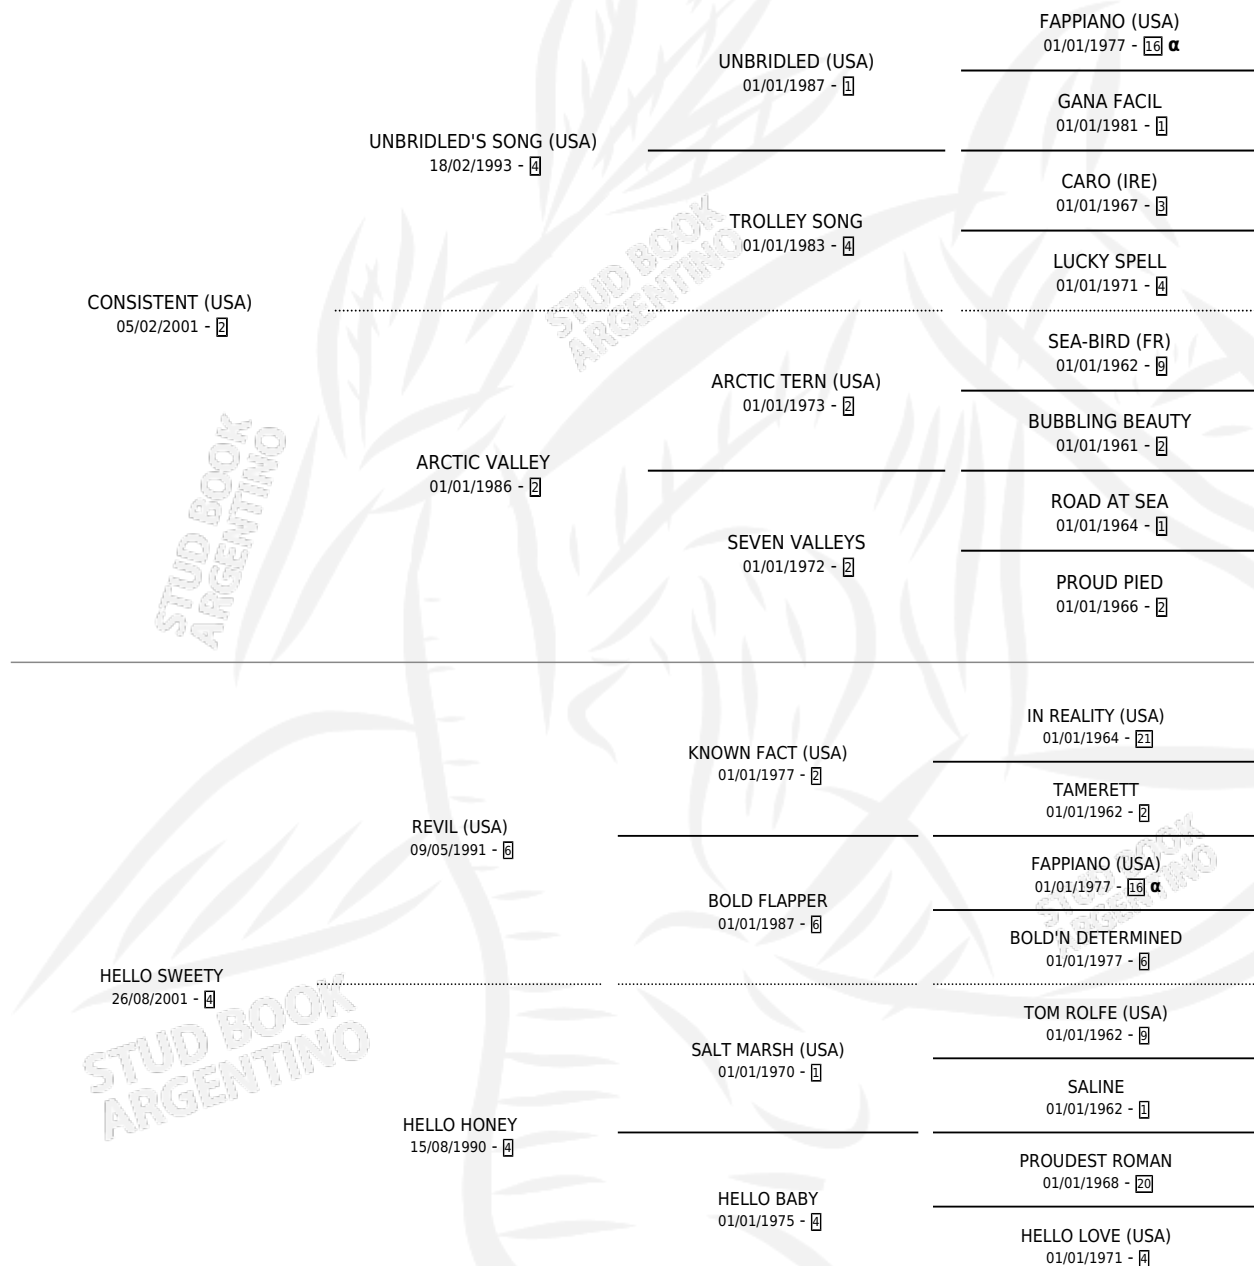 FAPPIANO (USA)
01/01/1977 - 16 α
UNBRIDLED (USA)
01/01/1987 - 1
GANA FACIL
01/01/1981 - 1
UNBRIDLED'S SONG (USA)
18/02/1993 - 4
CARO (IRE)
01/01/1967 - 3
TROLLEY SONG
01/01/1983 - 4
LUCKY SPELL
01/01/1971 - 4
CONSISTENT (USA)
05/02/2001 - 2
SEA-BIRD (FR)
01/01/1962 - 9
ARCTIC TERN (USA)
01/01/1973 - 2
BUBBLING BEAUTY
01/01/1961 - 2
ARCTIC VALLEY
01/01/1986 - 2
ROAD AT SEA
01/01/1964 - 1
SEVEN VALLEYS
01/01/1972 - 2
PROUD PIED
01/01/1966 - 2
IN REALITY (USA)
01/01/1964 - 21
KNOWN FACT (USA)
01/01/1977 - 2
TAMERETT
01/01/1962 - 2
REVIL (USA)
09/05/1991 - 6
FAPPIANO (USA)
01/01/1977 - 16 α
BOLD FLAPPER
01/01/1987 - 6
BOLD'N DETERMINED
01/01/1977 - 6
HELLO SWEETY
26/08/2001 - 4
TOM ROLFE (USA)
01/01/1962 - 9
SALT MARSH (USA)
01/01/1970 - 1
SALINE
01/01/1962 - 1
HELLO HONEY
15/08/1990 - 4
PROUDEST ROMAN
01/01/1968 - 20
HELLO BABY
01/01/1975 - 4
HELLO LOVE (USA)
01/01/1971 - 4
STUD BOOK
ARGENTINO
STUD BOOK
ARGENTINO
STUD BOOK
ARGENTINO
STUD BOOK
ARGENTINO